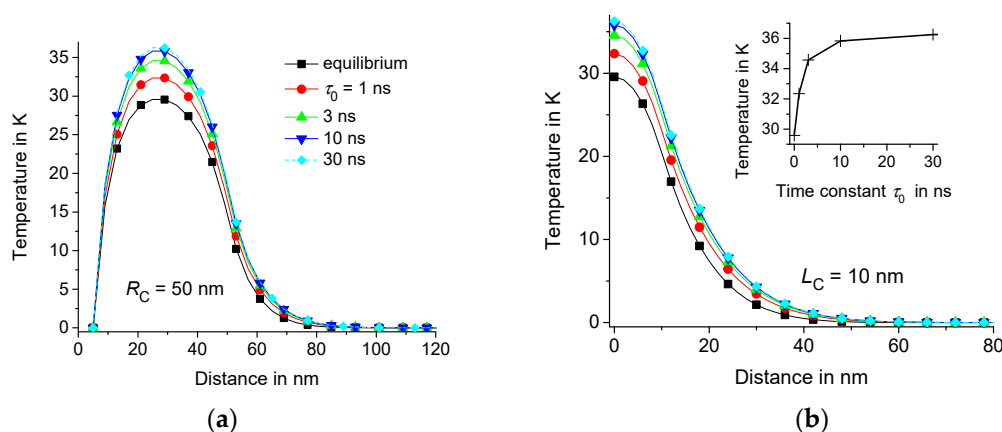 Temperature in K
35
30
25
20
15
10
5
0
equilibrium
τ0 = 1 ns
3 ns
10 ns
30 ns
RC = 50 nm
0 20 40 60 80 100 120
Distance in nm
(a)
Temperature in K
30
20
10
0
Temperature in K
36
34
32
30
0 10 20 30
Time constant τ0 in ns
LC = 10 nm
0 20 40 60 80
Distance in nm
(b)